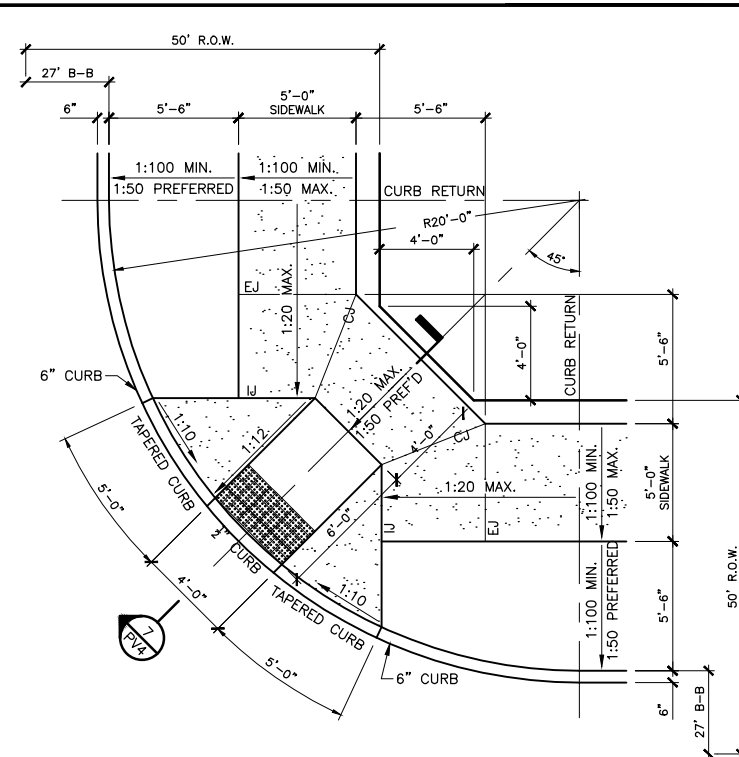 50' R.O.W.
27' B-B
6"
5'-6"
5'-0"
SIDEWALK
5'-6"
1:100 MIN.
1:50 PREFERRED
1:100 MIN.
1:50 MAX.
CURB RETURN
R20'-0"
4'-0"
45°
EJ
1:20 MAX.
CJ
4'-0"
CURB RETURN
5'-6"
6" CURB
IJ
1:20 MAX.
1:50 PREF'D
1:10
1:12
4'-0"
CJ
TAPERED CURB
1:20 MAX.
1:100 MIN.
1:50 MAX.
5'-0"
SIDEWALK
5'-0"
2" CURB
6'-0"
IJ
EJ
4'-0"
1:10
TAPERED CURB
1:100 MIN.
1:50 PREFERRED
5'-6"
50' R.O.W.
7
PV4
5'-0"
6" CURB
6"
27' B-B